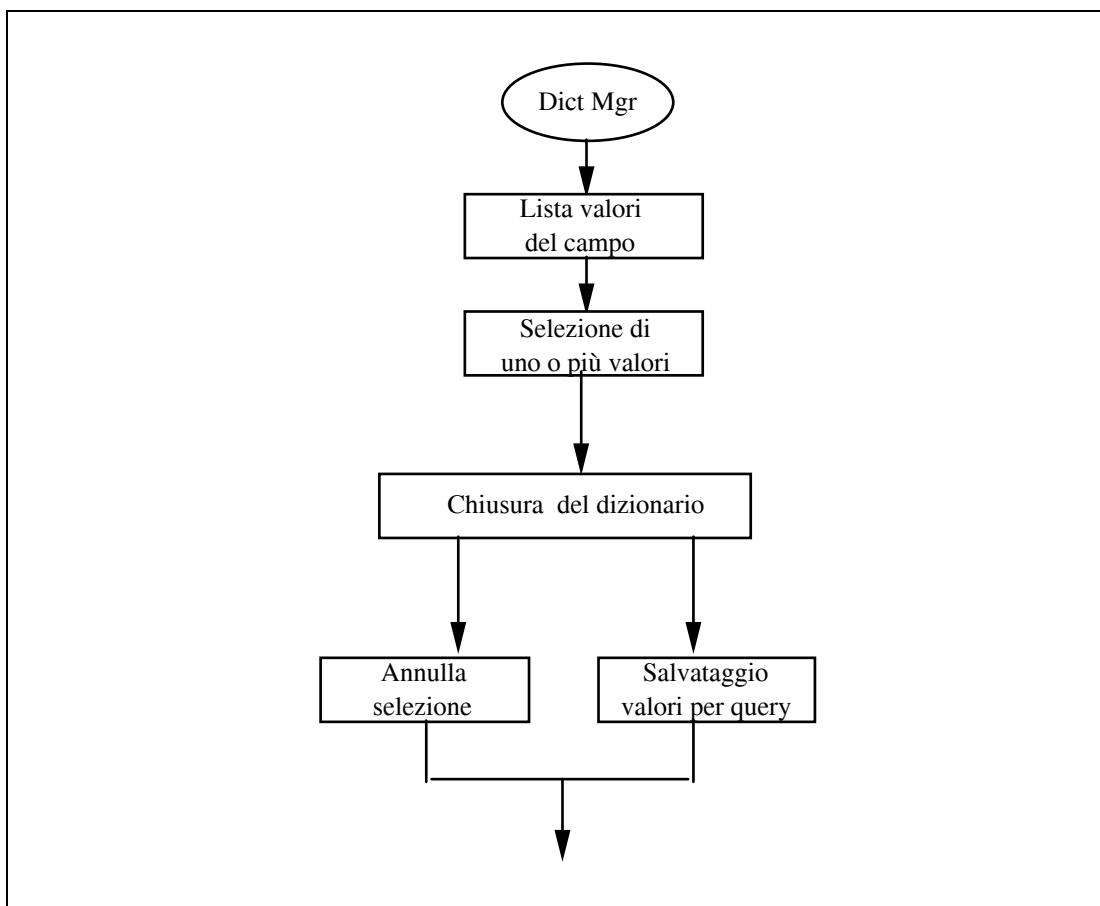 Dict Mgr
Lista valori
del campo
Selezione di
uno o più valori
Chiusura del dizionario
Annulla
selezione
Salvataggio
valori per query